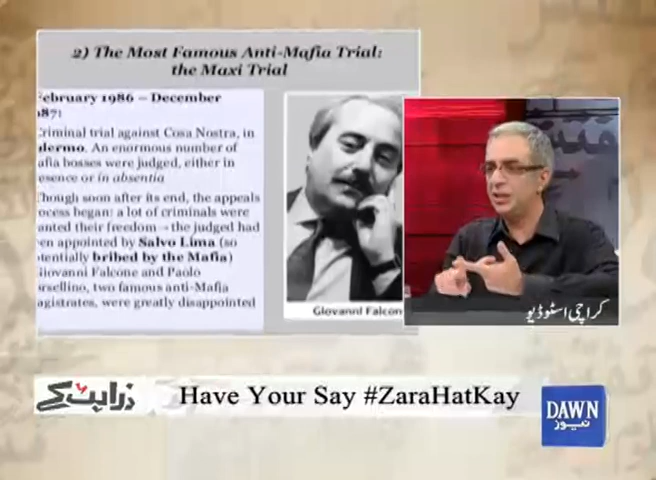 2) The Most Famous Anti-Mafia Trial:
the Maxi Trial
ebruary 1986 – December
987:
riminal trial against Cosa Nostra, in
lermo. An enormous number of
afia bosses were judged, either in
esence or in absentia
hough soon after its end, the appeals
ocess began: a lot of criminals were
anted their freedom → the judged had
en appointed by Salvo Lima (so
tentially bribed by the Mafia)
iovanni Falcone and Paolo
rsellino, two famous anti-Mafia
agistrates, were greatly disappointed
Giovanni Falcon
کراچی اسٹوڈیو
ذرا ہٹ کے
Have Your Say #ZaraHatKay
DAWN
نیوز